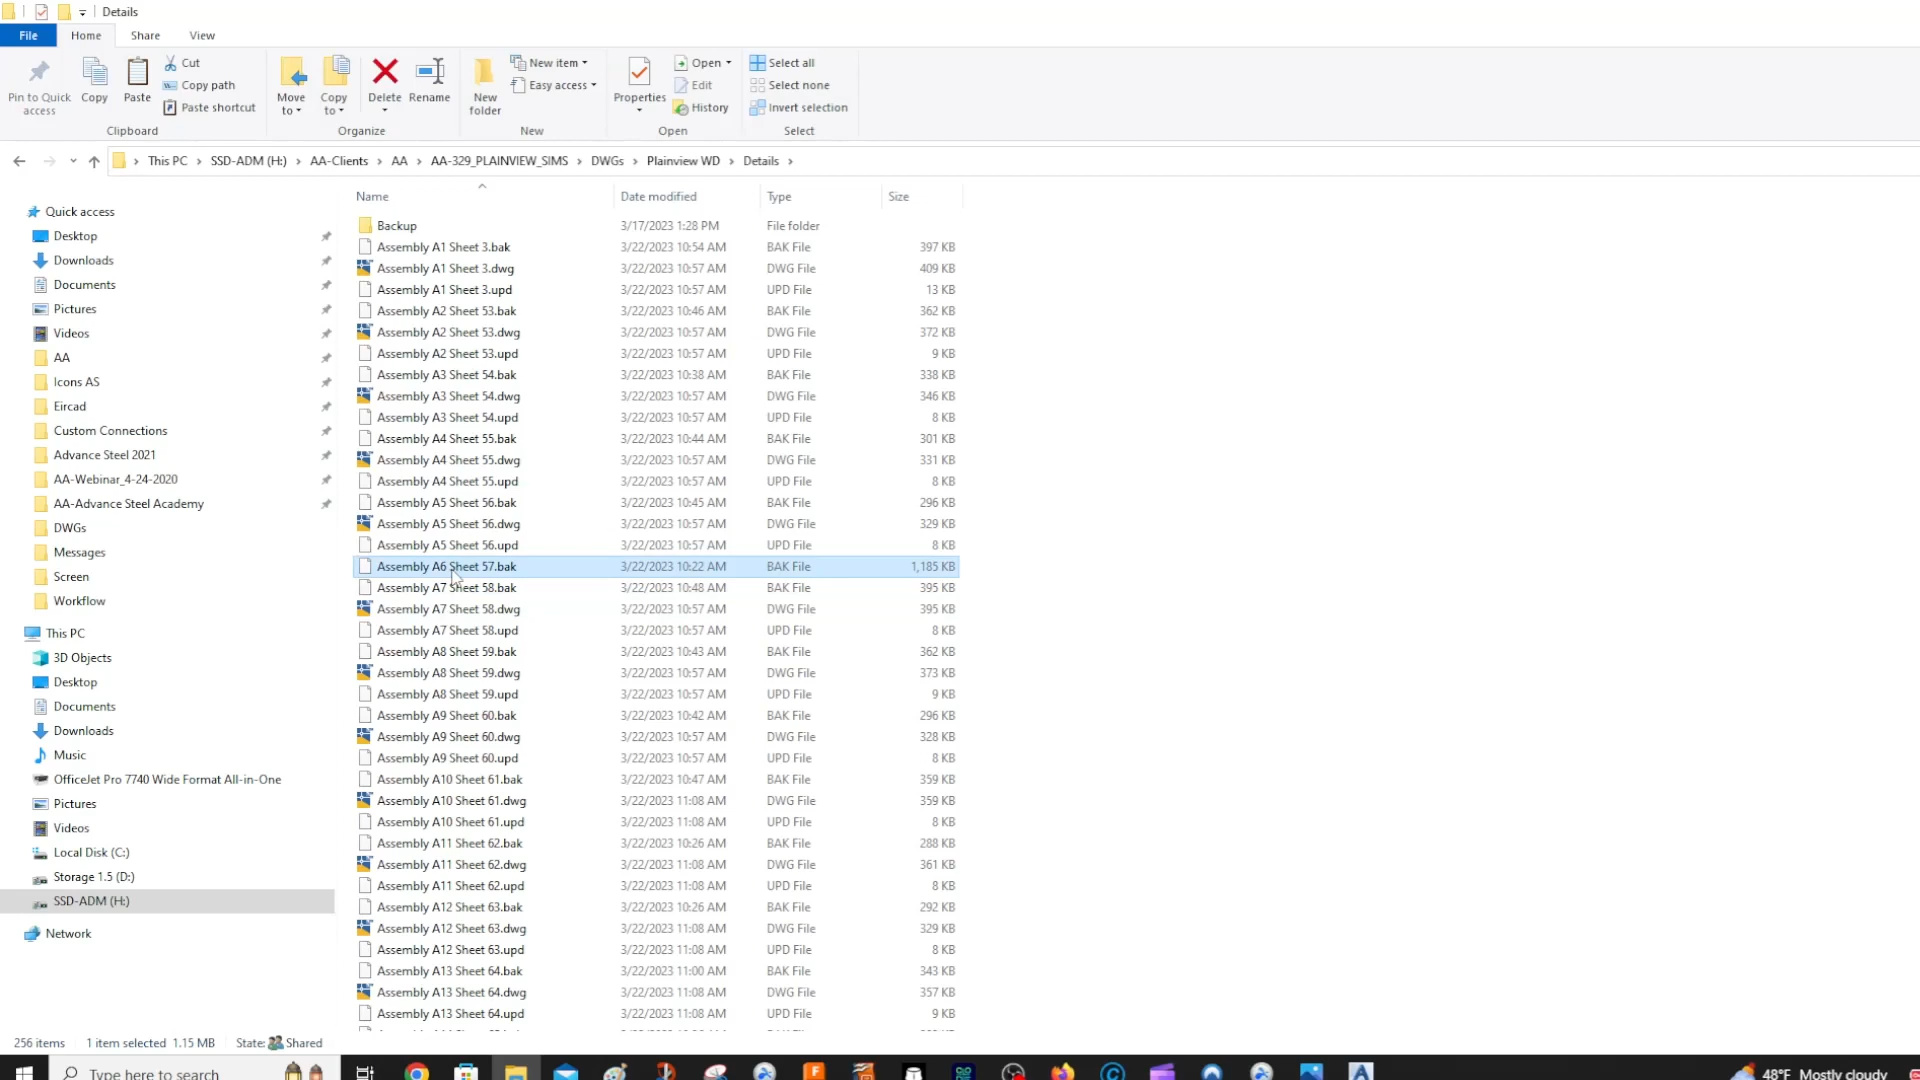 Details
File Home Share View
Pin to Quick access
Copy
Paste
Cut
Copy path
Paste shortcut
Clipboard
Move to
Copy to
Delete
Rename
Organize
New folder
New item
Easy access
New
Properties
Open
Edit
History
Open
Select all
Select none
Invert selection
Select
This PC > SSD-ADM (H:) > AA-Clients > AA > AA-329_PLAINVIEW_SIMS > DWGs > Plainview WD > Details >
Quick access
Desktop
Downloads
Documents
Pictures
Videos
AA
Icons AS
Eircad
Custom Connections
Advance Steel 2021
AA-Webinar_4-24-2020
AA-Advance Steel Academy
DWGs
Messages
Screen
Workflow
This PC
3D Objects
Desktop
Documents
Downloads
Music
OfficeJet Pro 7740 Wide Format All-in-One
Pictures
Videos
Local Disk (C:)
Storage 1.5 (D:)
SSD-ADM (H:)
Network
Name Date modified Type Size
Backup 3/17/2023 1:28 PM File folder
Assembly A1 Sheet 3.bak 3/22/2023 10:54 AM BAK File 397 KB
Assembly A1 Sheet 3.dwg 3/22/2023 10:57 AM DWG File 409 KB
Assembly A1 Sheet 3.upd 3/22/2023 10:57 AM UPD File 13 KB
Assembly A2 Sheet 53.bak 3/22/2023 10:46 AM BAK File 362 KB
Assembly A2 Sheet 53.dwg 3/22/2023 10:57 AM DWG File 372 KB
Assembly A2 Sheet 53.upd 3/22/2023 10:57 AM UPD File 9 KB
Assembly A3 Sheet 54.bak 3/22/2023 10:38 AM BAK File 338 KB
Assembly A3 Sheet 54.dwg 3/22/2023 10:57 AM DWG File 346 KB
Assembly A3 Sheet 54.upd 3/22/2023 10:57 AM UPD File 8 KB
Assembly A4 Sheet 55.bak 3/22/2023 10:44 AM BAK File 301 KB
Assembly A4 Sheet 55.dwg 3/22/2023 10:57 AM DWG File 331 KB
Assembly A4 Sheet 55.upd 3/22/2023 10:57 AM UPD File 8 KB
Assembly A5 Sheet 56.bak 3/22/2023 10:45 AM BAK File 296 KB
Assembly A5 Sheet 56.dwg 3/22/2023 10:57 AM DWG File 329 KB
Assembly A5 Sheet 56.upd 3/22/2023 10:57 AM UPD File 8 KB
Assembly A6 Sheet 57.bak 3/22/2023 10:22 AM BAK File 1,185 KB
Assembly A7 Sheet 58.bak 3/22/2023 10:48 AM BAK File 395 KB
Assembly A7 Sheet 58.dwg 3/22/2023 10:57 AM DWG File 395 KB
Assembly A7 Sheet 58.upd 3/22/2023 10:57 AM UPD File 8 KB
Assembly A8 Sheet 59.bak 3/22/2023 10:43 AM BAK File 362 KB
Assembly A8 Sheet 59.dwg 3/22/2023 10:57 AM DWG File 373 KB
Assembly A8 Sheet 59.upd 3/22/2023 10:57 AM UPD File 9 KB
Assembly A9 Sheet 60.bak 3/22/2023 10:42 AM BAK File 296 KB
Assembly A9 Sheet 60.dwg 3/22/2023 10:57 AM DWG File 328 KB
Assembly A9 Sheet 60.upd 3/22/2023 10:57 AM UPD File 8 KB
Assembly A10 Sheet 61.bak 3/22/2023 10:47 AM BAK File 359 KB
Assembly A10 Sheet 61.dwg 3/22/2023 11:08 AM DWG File 359 KB
Assembly A10 Sheet 61.upd 3/22/2023 11:08 AM UPD File 8 KB
Assembly A11 Sheet 62.bak 3/22/2023 10:26 AM BAK File 288 KB
Assembly A11 Sheet 62.dwg 3/22/2023 11:08 AM DWG File 361 KB
Assembly A11 Sheet 62.upd 3/22/2023 11:08 AM UPD File 8 KB
Assembly A12 Sheet 63.bak 3/22/2023 10:26 AM BAK File 292 KB
Assembly A12 Sheet 63.dwg 3/22/2023 11:08 AM DWG File 329 KB
Assembly A12 Sheet 63.upd 3/22/2023 11:08 AM UPD File 8 KB
Assembly A13 Sheet 64.bak 3/22/2023 11:00 AM BAK File 343 KB
Assembly A13 Sheet 64.dwg 3/22/2023 11:08 AM DWG File 357 KB
Assembly A13 Sheet 64.upd 3/22/2023 11:08 AM UPD File 9 KB
256 items 1 item selected 1.15 MB State: Shared
Type here to search 48°F Mostly cloudy